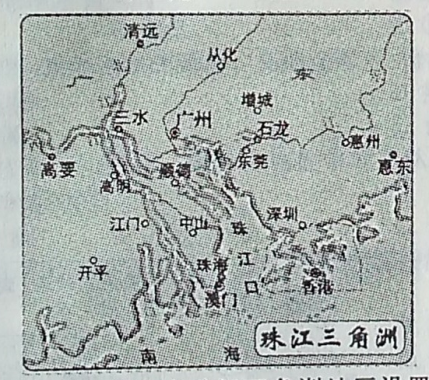 清远
从化
东
江
增城
三水
广州
石龙
惠州
东莞
高要
惠东
高明
顺德
深圳
江门
中山
珠
江
口
珠海
开平
香港
澳门
珠江三角洲
南 海